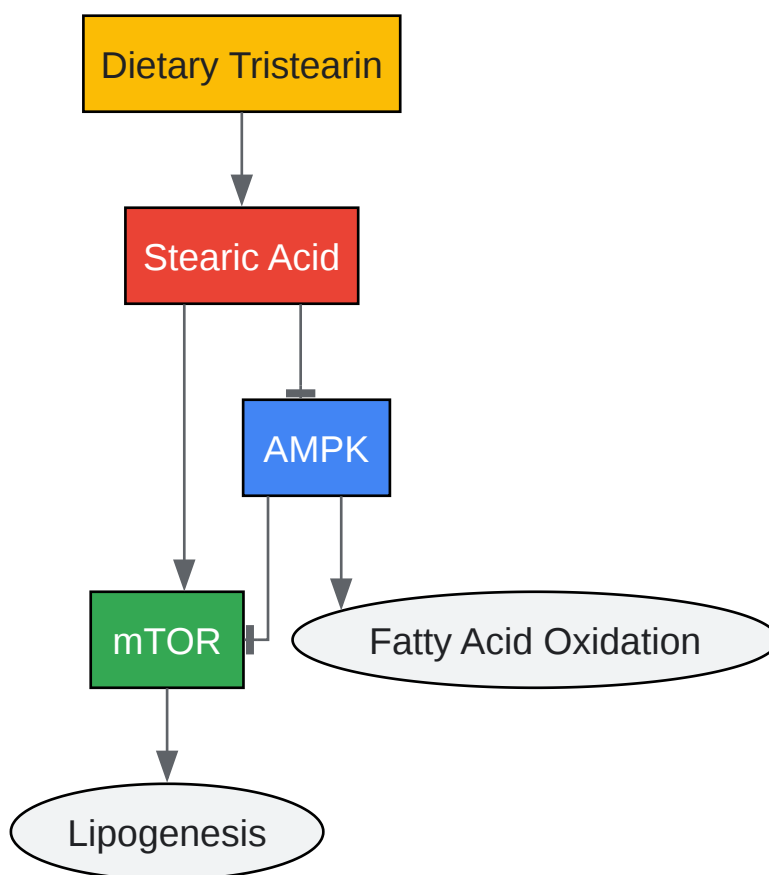 Dietary Tristearin
Stearic Acid
AMPK
mTOR
Fatty Acid Oxidation
Lipogenesis